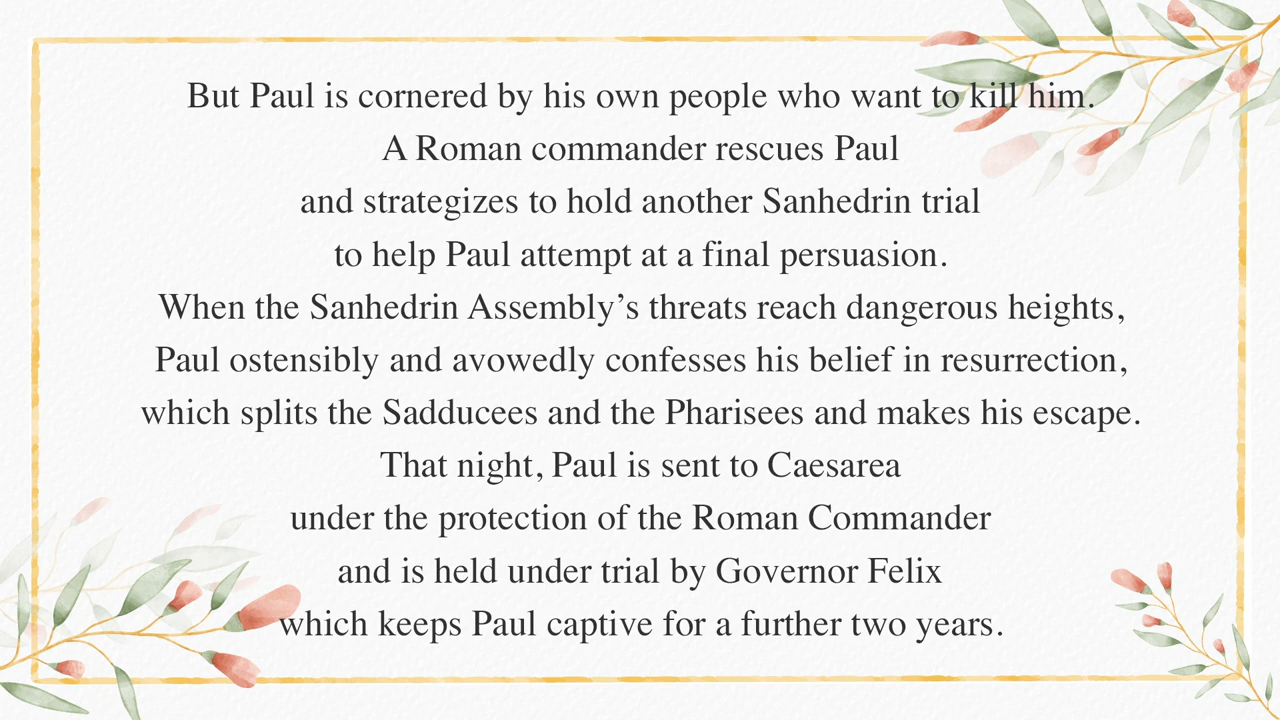 But Paul is cornered by his own people who want to kill him.
A Roman commander rescues Paul
and strategizes to hold another Sanhedrin trial
to help Paul attempt at a final persuasion.
When the Sanhedrin Assembly’s threats reach dangerous heights,
Paul ostensibly and avowedly confesses his belief in resurrection,
which splits the Sadducees and the Pharisees and makes his escape.
That night, Paul is sent to Caesarea
under the protection of the Roman Commander
and is held under trial by Governor Felix
which keeps Paul captive for a further two years.